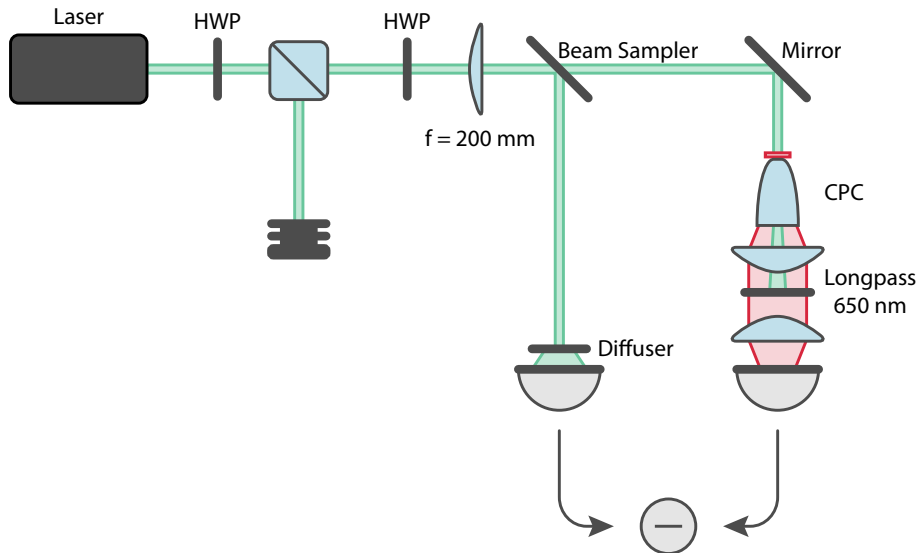 Laser
HWP
HWP
Beam Sampler
Mirror
f = 200 mm
CPC
Longpass
650 nm
Diffuser